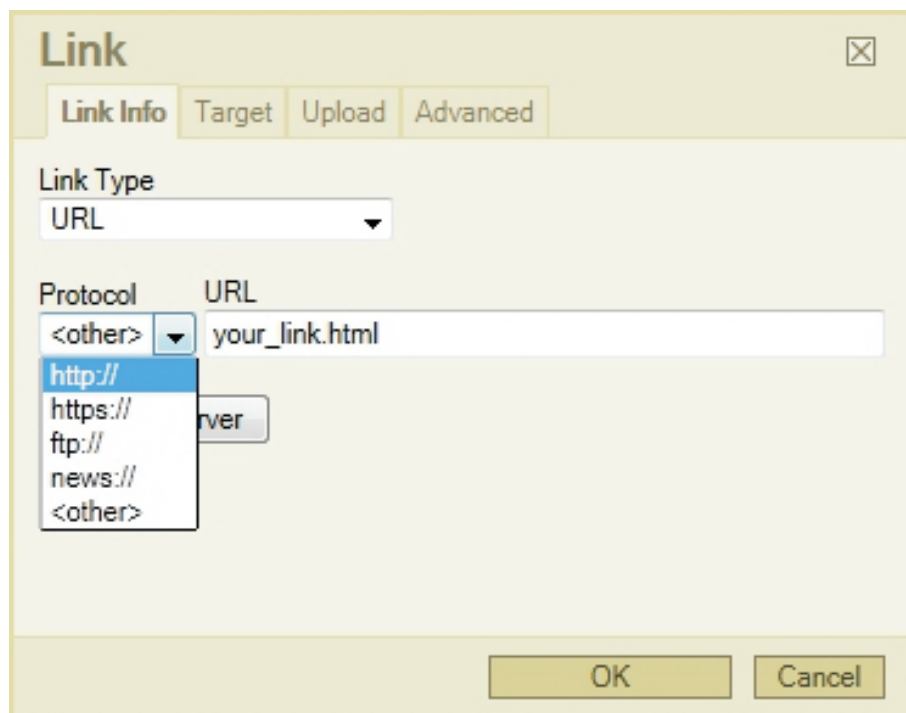 Link
Link Info Target Upload Advanced
Link Type
URL
Protocol URL
<other> your_link.html
http://
https://
ftp://
news://
<other>
OK Cancel